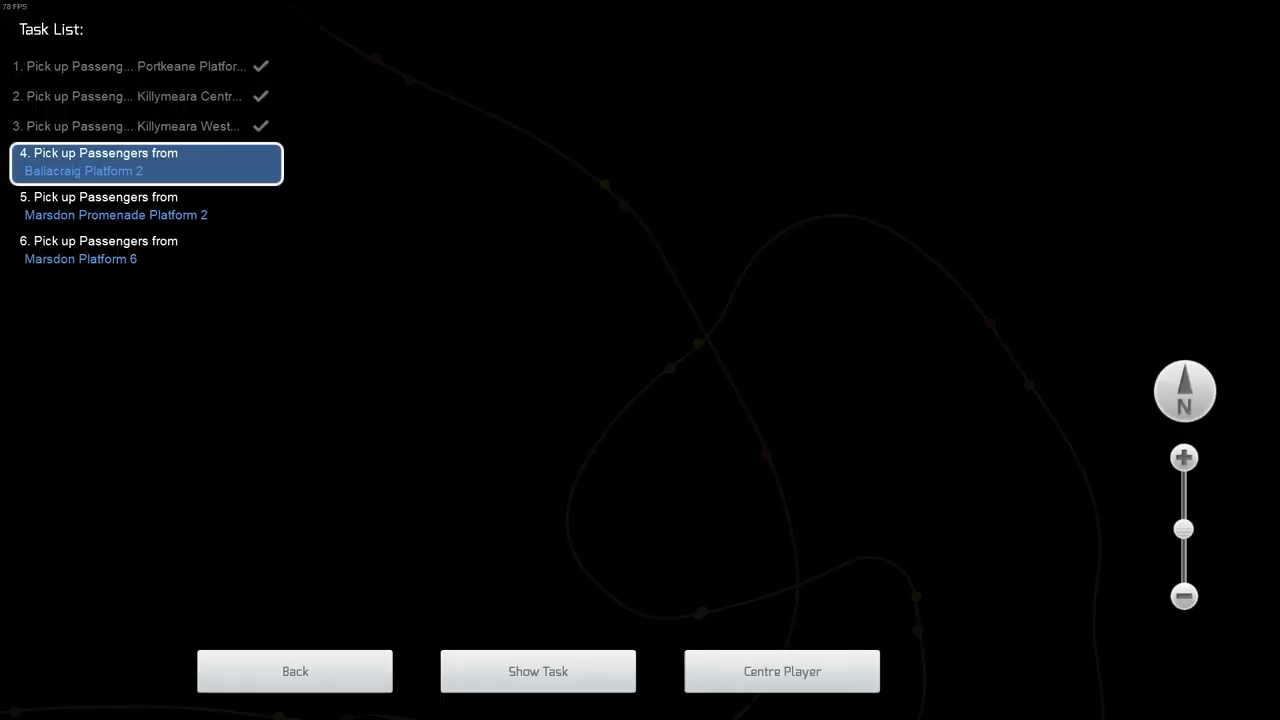 78 FPS
Task List:
1. Pick up Passeng... Portkeane Platfor...
2. Pick up Passeng... Killymeara Centr...
3. Pick up Passeng... Killymeara West...
4. Pick up Passengers from
Ballacraig Platform 2
5. Pick up Passengers from
Marsdon Promenade Platform 2
6. Pick up Passengers from
Marsdon Platform 6
N
Back
Show Task
Centre Player